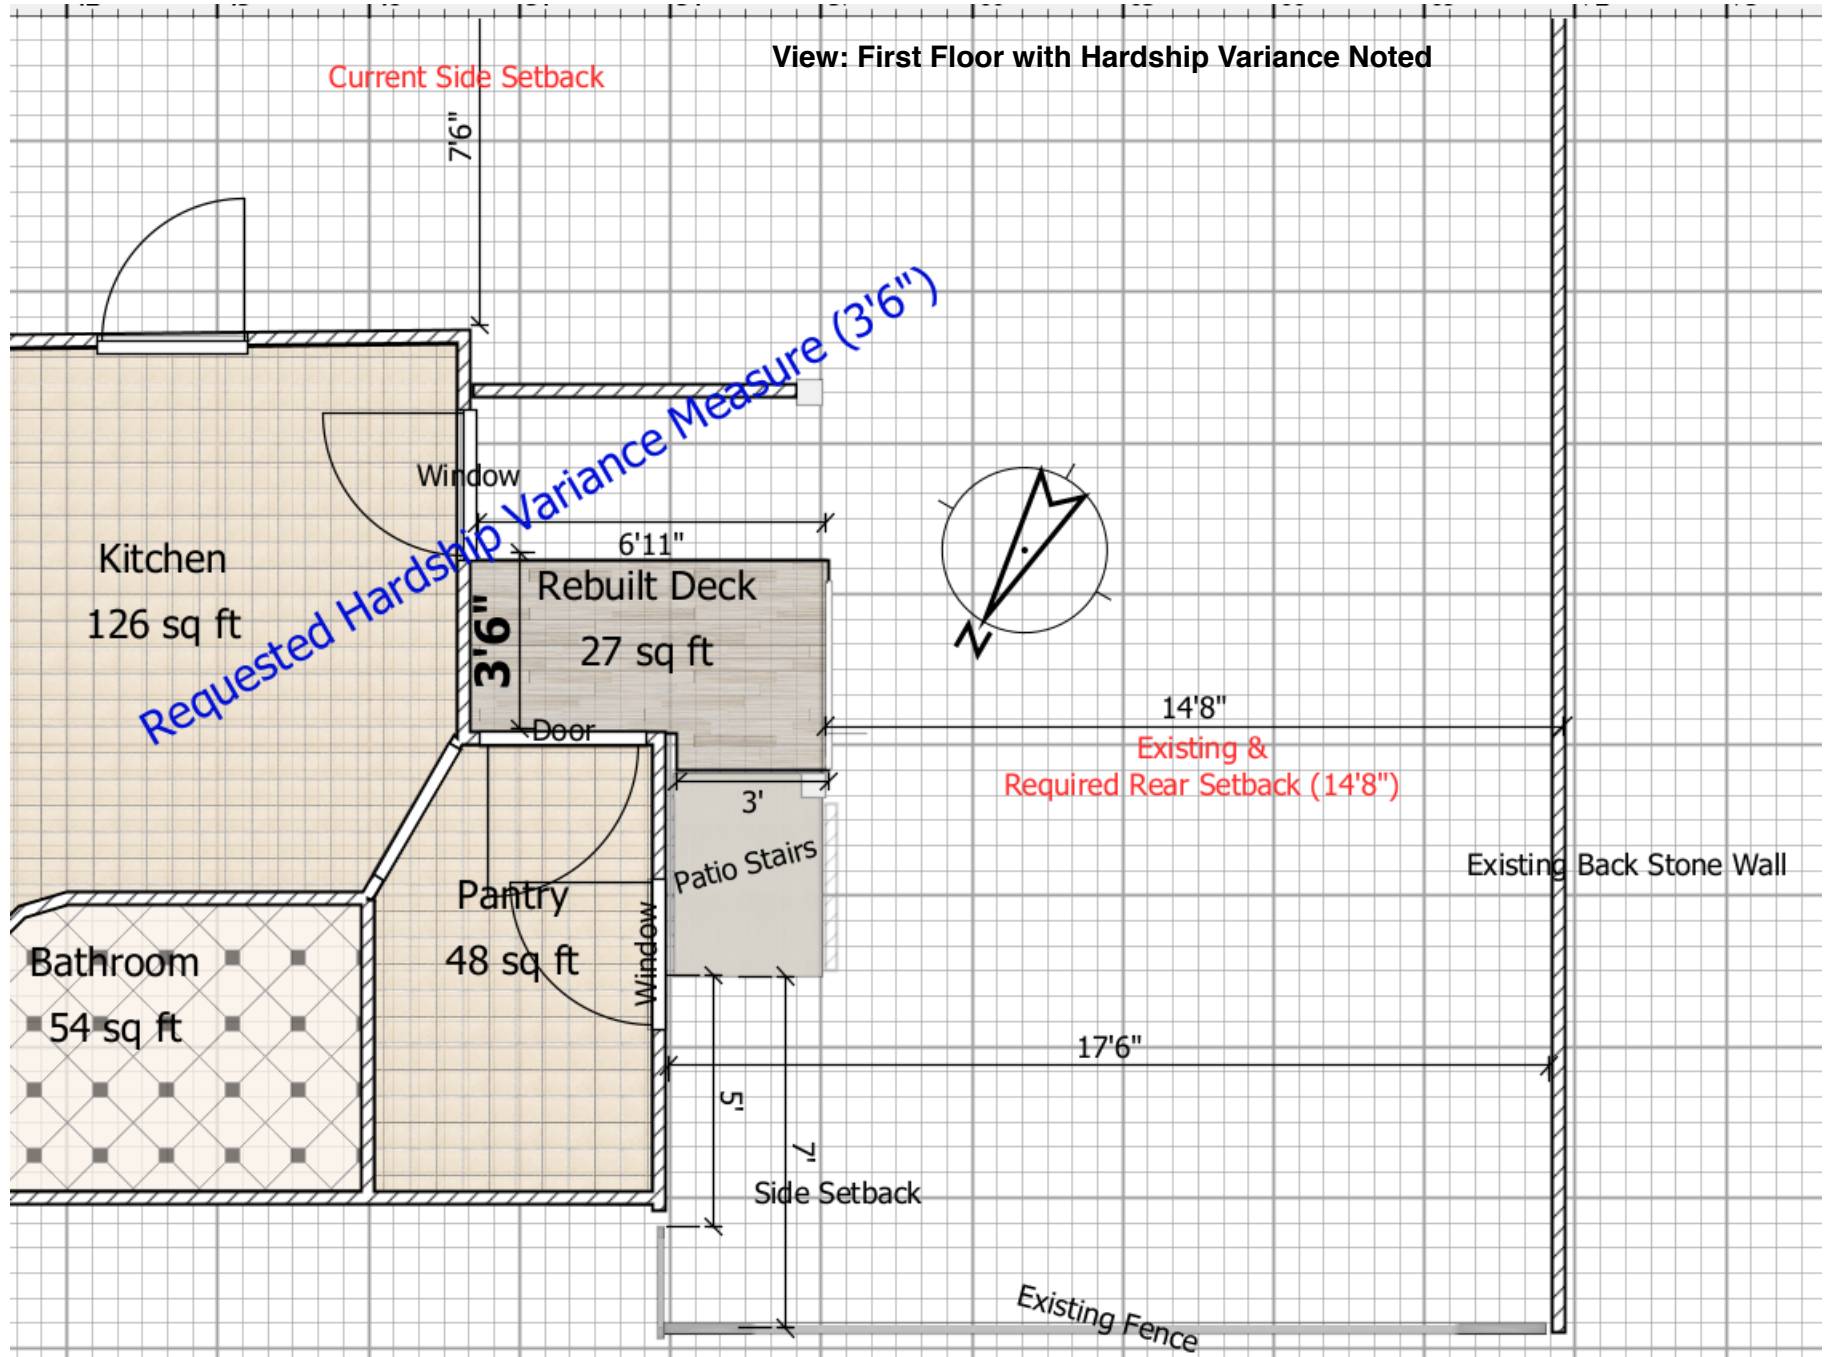 View: First Floor with Hardship Variance Noted
Current Side Setback
7'6"
Requested Hardship Variance Measure (3'6")
Window
6'11"
Kitchen
126 sq ft
Rebuilt Deck
27 sq ft
3'6"
N
Door
14'8"
Existing &
Required Rear Setback (14'8")
3'
Patio Stairs
Existing Back Stone Wall
Pantry
48 sq ft
Window
Bathroom
54 sq ft
17'6"
5'
7'
Side Setback
Existing Fence